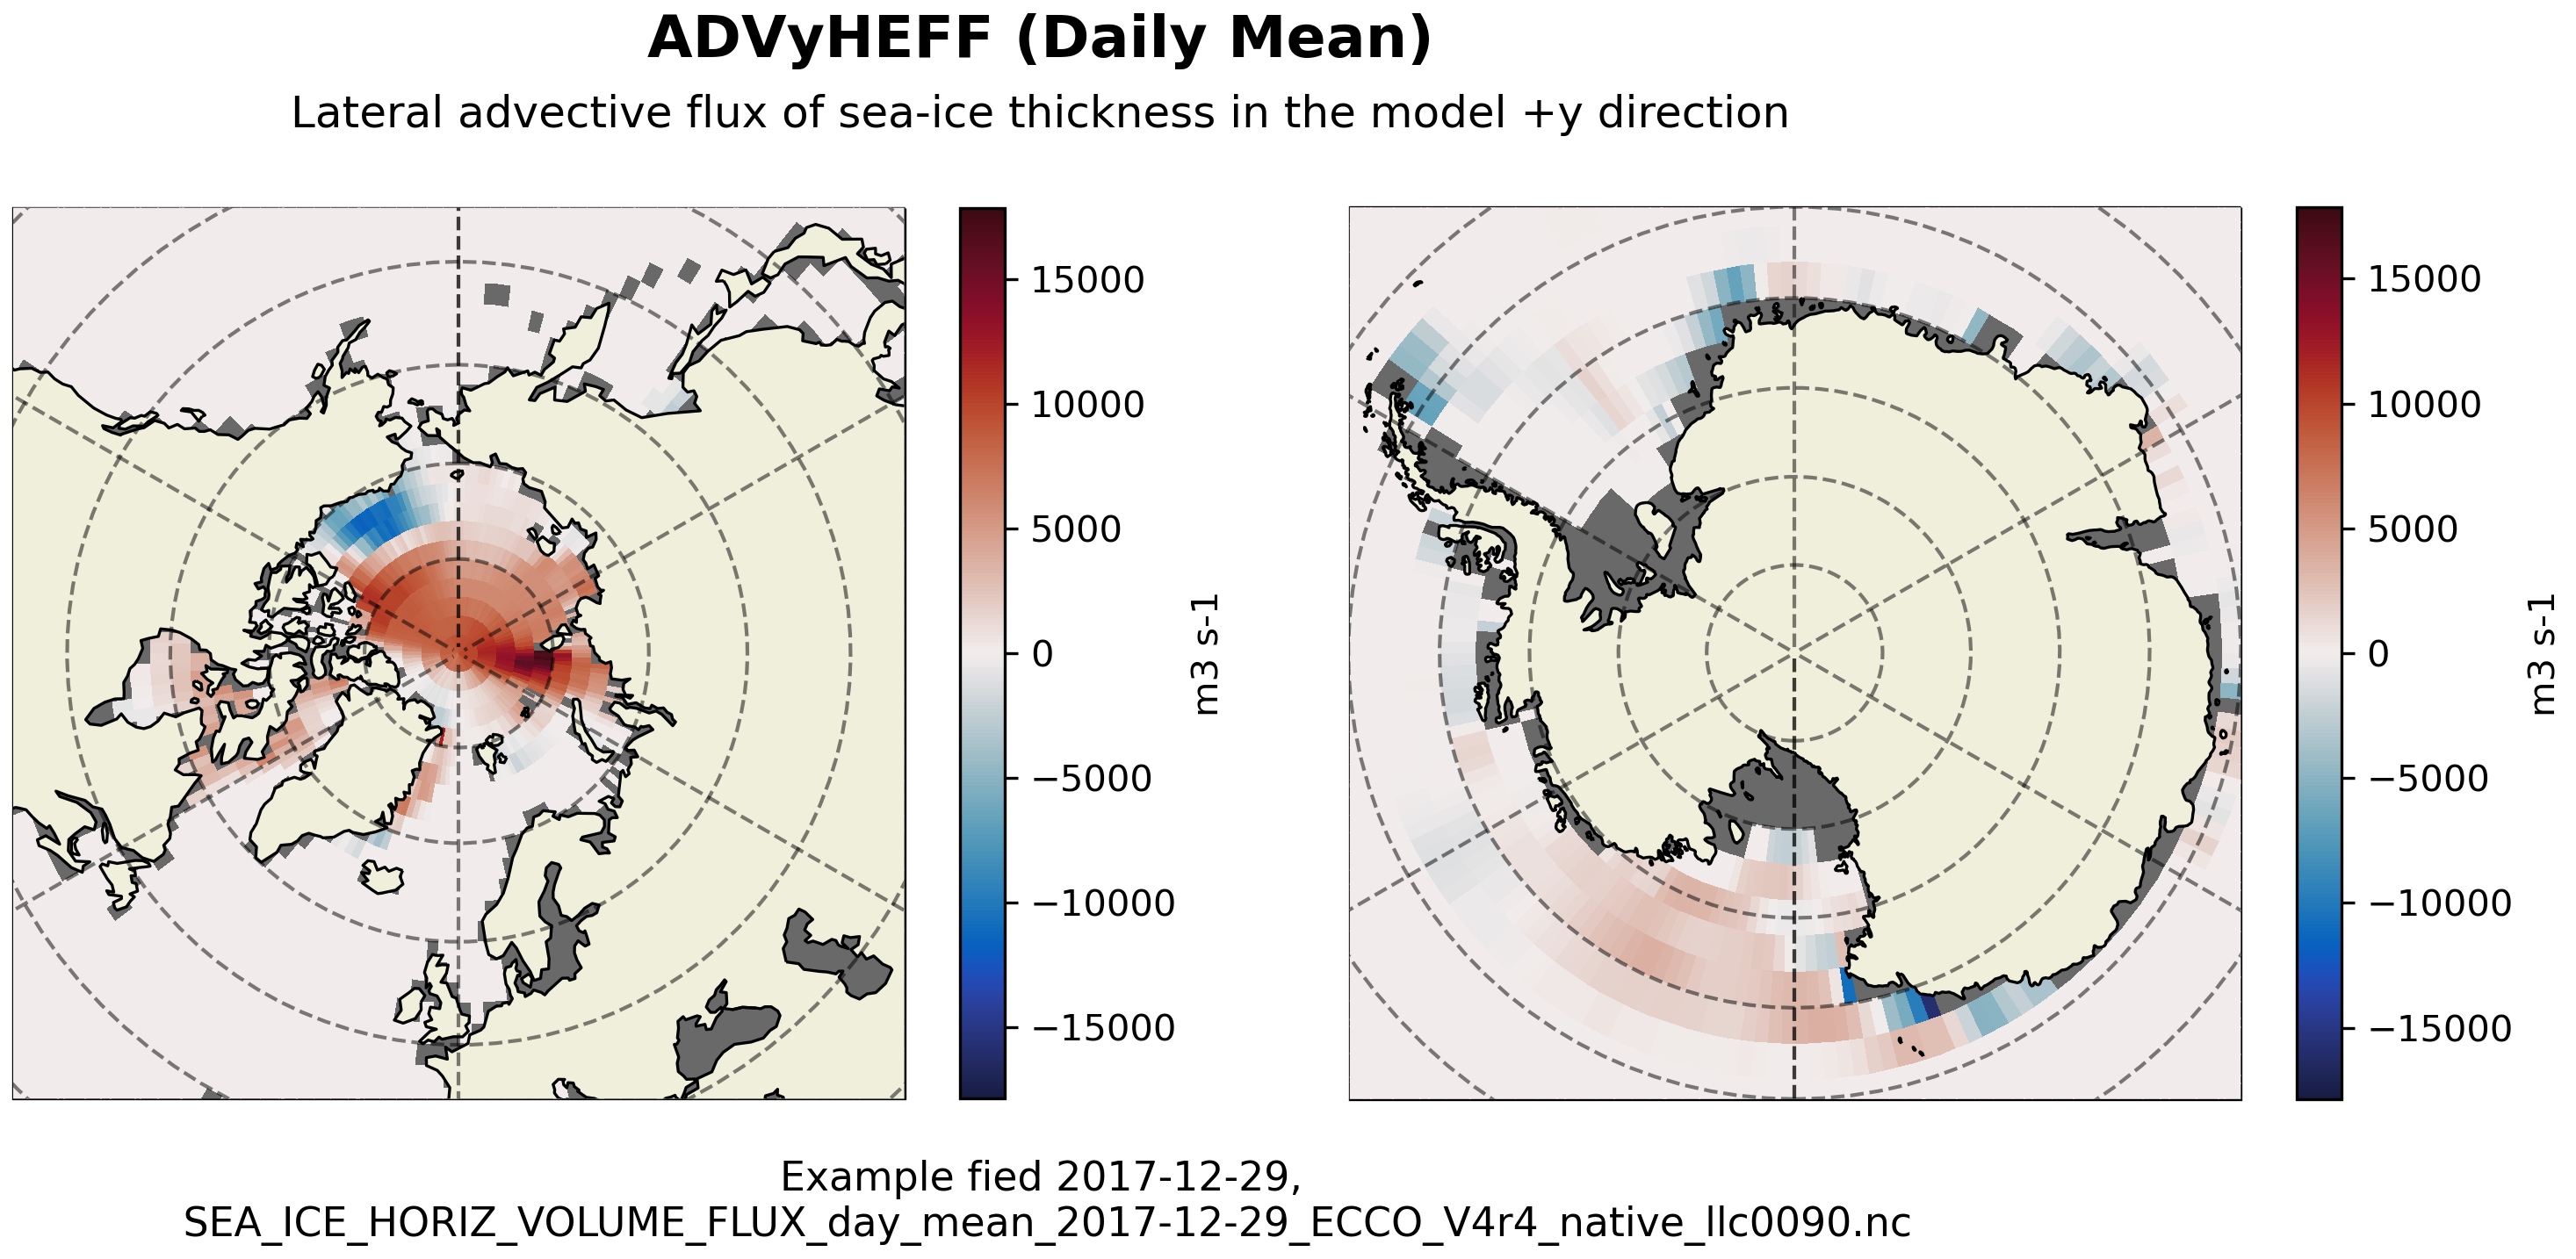 ADVyHEFF (Daily Mean)
Lateral advective flux of sea-ice thickness in the model +y direction
15000
10000
5000
0
−5000
−10000
−15000
m3 s-1
15000
10000
5000
0
−5000
−10000
−15000
m3 s-1
Example fied 2017-12-29,
SEA_ICE_HORIZ_VOLUME_FLUX_day_mean_2017-12-29_ECCO_V4r4_native_llc0090.nc